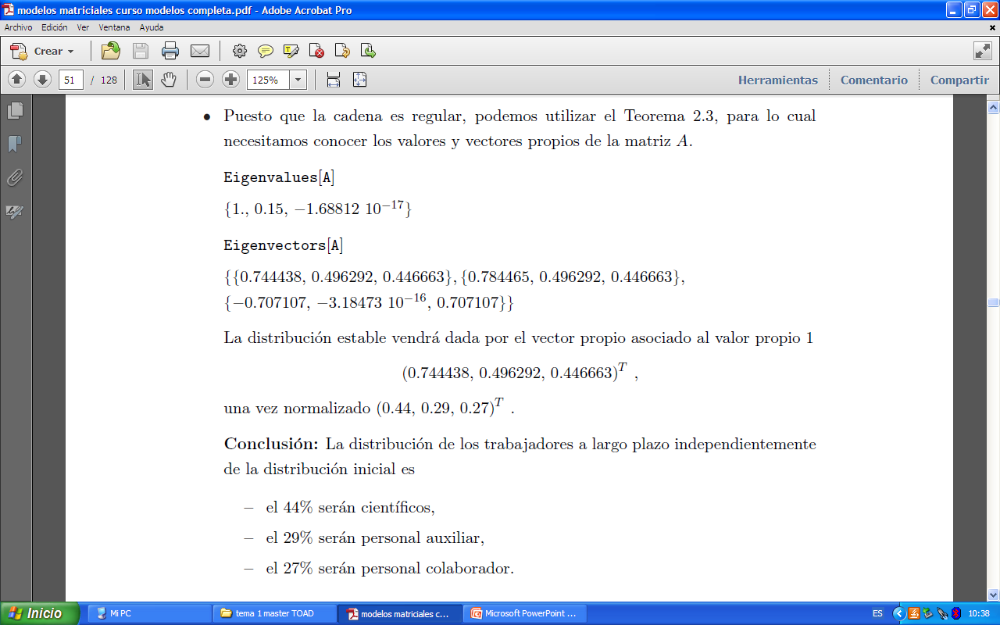 modelos matriciales curso modelos completa.pdf - Adobe Acrobat Pro
Archivo Edición Ver Ventana Ayuda
Crear
51 / 128 125% Herramientas Comentario Compartir
• Puesto que la cadena es regular, podemos utilizar el Teorema 2.3, para lo cual
necesitamos conocer los valores y vectores propios de la matriz A.
Eigenvalues[A]
{1., 0.15, −1.68812 10⁻¹⁷}
Eigenvectors[A]
{{0.744438, 0.496292, 0.446663}, {0.784465, 0.496292, 0.446663},
{−0.707107, −3.18473 10⁻¹⁶, 0.707107}}
La distribución estable vendrá dada por el vector propio asociado al valor propio 1
(0.744438, 0.496292, 0.446663)ᵀ ,
una vez normalizado (0.44, 0.29, 0.27)ᵀ .
Conclusión: La distribución de los trabajadores a largo plazo independientemente
de la distribución inicial es
– el 44% serán científicos,
– el 29% serán personal auxiliar,
– el 27% serán personal colaborador.
Inicio Mi PC tema 1 master TOAD modelos matriciales c... Microsoft PowerPoint ... ES 10:38